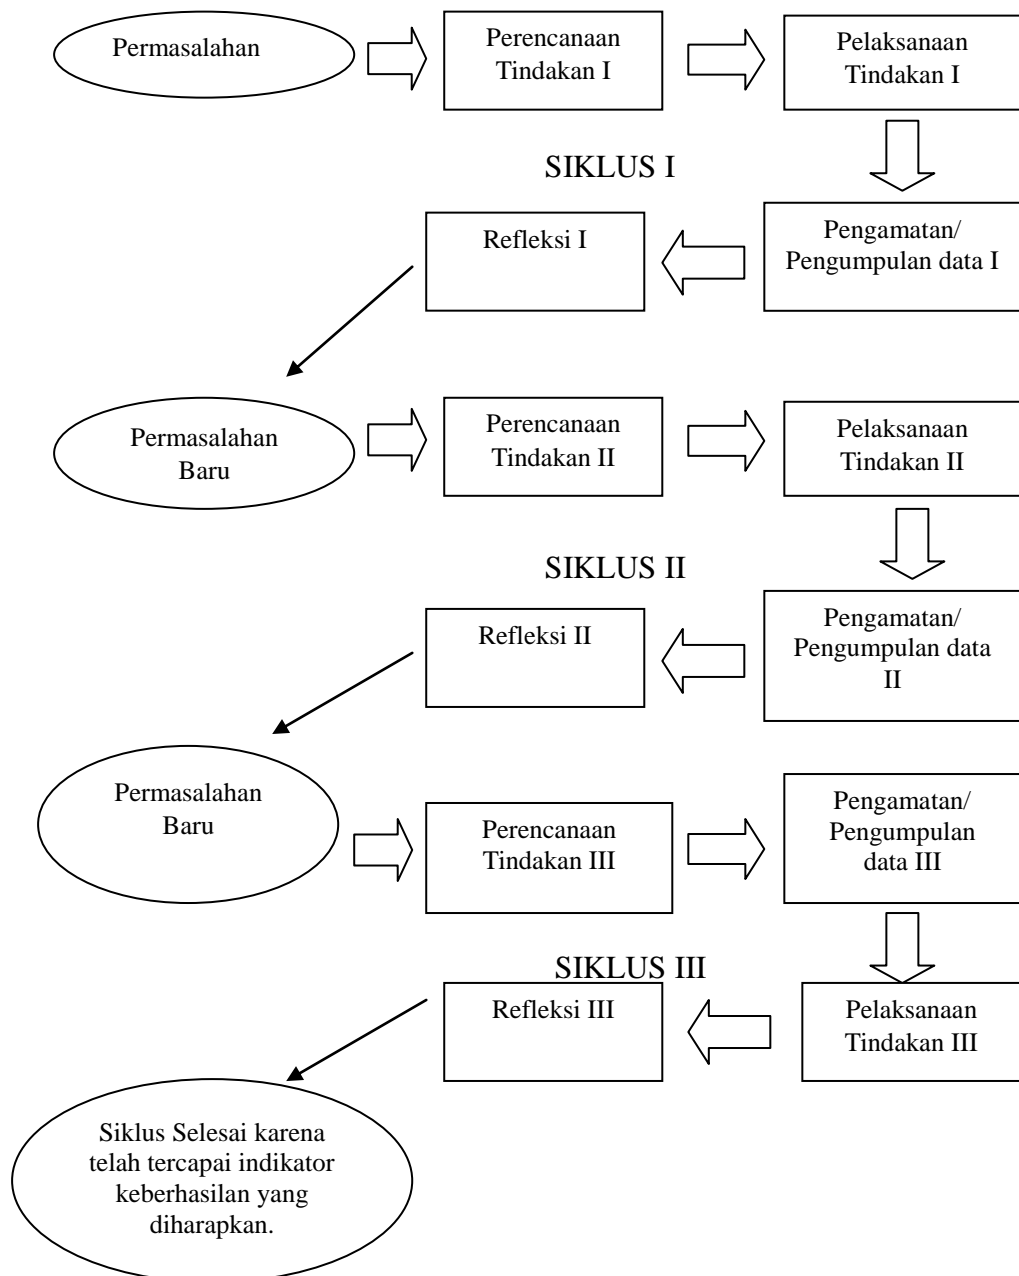 Permasalahan
Perencanaan
Tindakan I
Pelaksanaan
Tindakan I
SIKLUS I
Pengamatan/
Pengumpulan data I
Refleksi I
Permasalahan
Baru
Perencanaan
Tindakan II
Pelaksanaan
Tindakan II
SIKLUS II
Pengamatan/
Pengumpulan data
II
Refleksi II
Permasalahan
Baru
Perencanaan
Tindakan III
Pengamatan/
Pengumpulan
data III
SIKLUS III
Pelaksanaan
Tindakan III
Refleksi III
Siklus Selesai karena
telah tercapai indikator
keberhasilan yang
diharapkan.